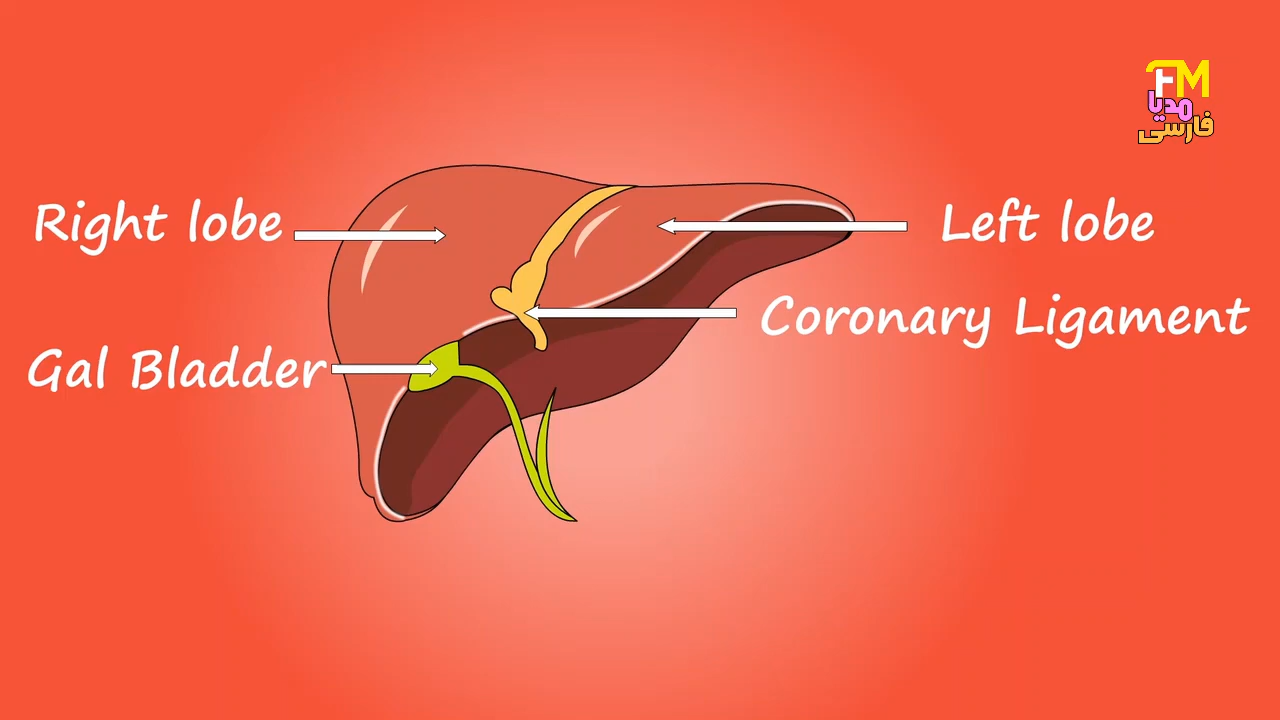 FM
مدیا
فارسی
Right lobe
Left lobe
Coronary Ligament
Gal Bladder